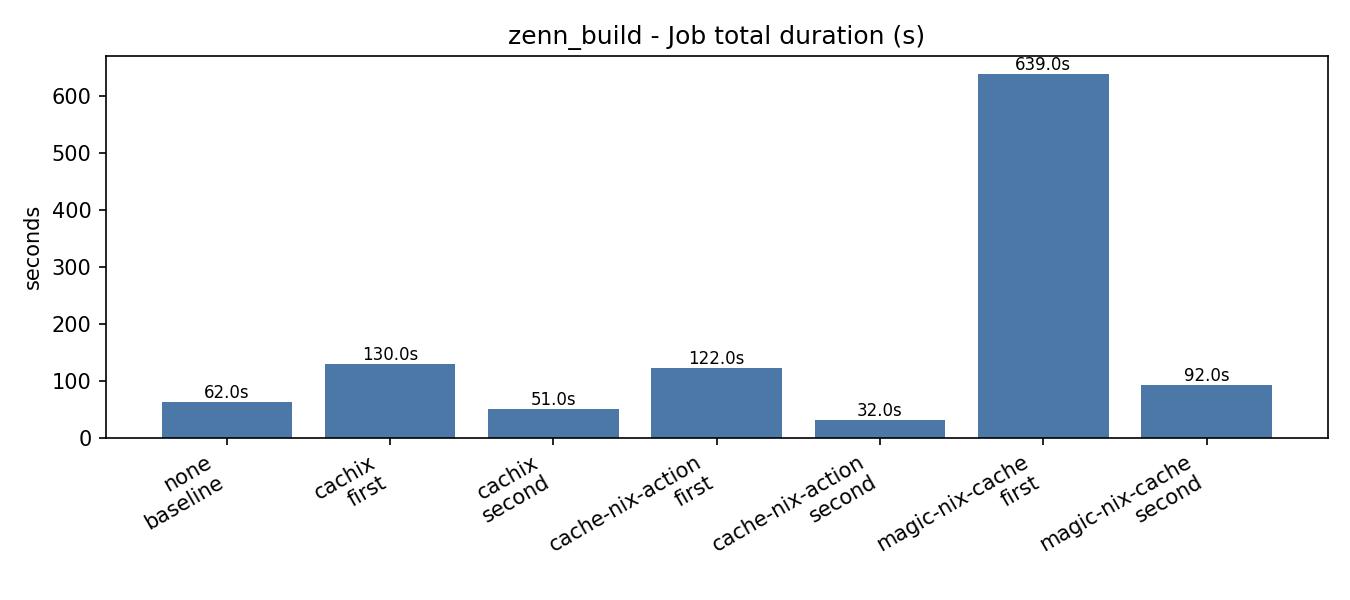 zenn_build - Job total duration (s)
seconds
600
500
400
300
200
100
0
62.0s
130.0s
51.0s
122.0s
32.0s
639.0s
92.0s
none
baseline
cachix
first
cachix
second
cache-nix-action
first
cache-nix-action
second
magic-nix-cache
first
magic-nix-cache
second